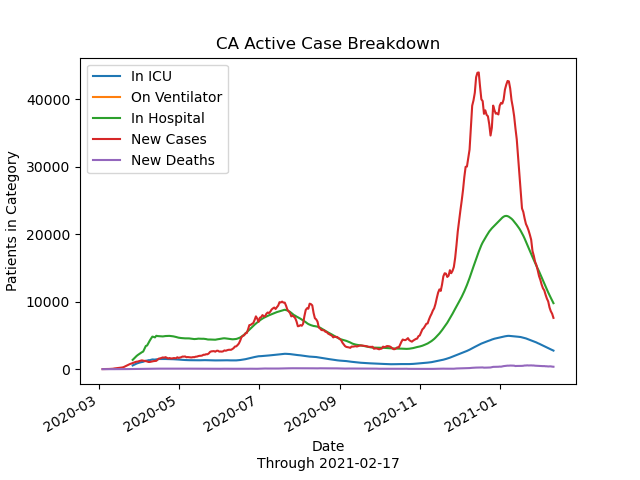 CA Active Case Breakdown
In ICU
On Ventilator
In Hospital
New Cases
New Deaths
Patients in Category
40000
30000
20000
10000
0
2020-03
2020-05
2020-07
2020-09
2020-11
2021-01
Date
Through 2021-02-17